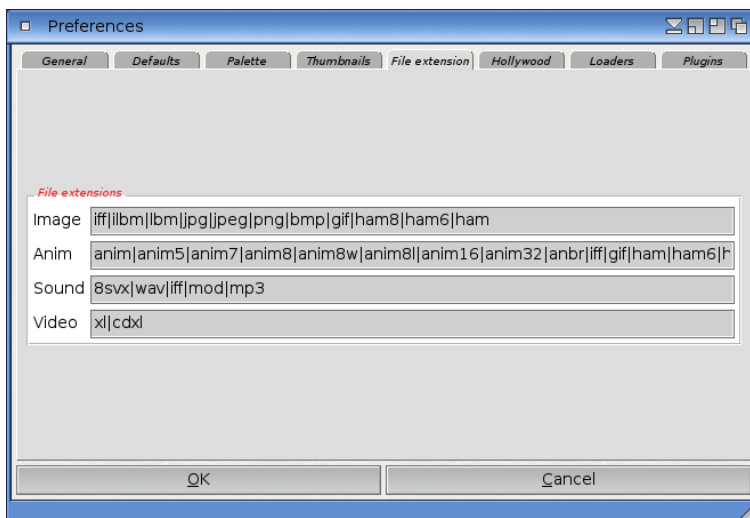 Preferences
General Defaults Palette Thumbnails File extension Hollywood Loaders Plugins
File extensions
Image iff|ilbm|lbm|jpg|jpeg|png|bmp|gif|ham8|ham6|ham
Anim anim|anim5|anim7|anim8|anim8w|anim8l|anim16|anim32|anbr|iff|gif|ham|ham6|h
Sound 8svx|wav|iff|mod|mp3
Video xl|cdxl
OK Cancel